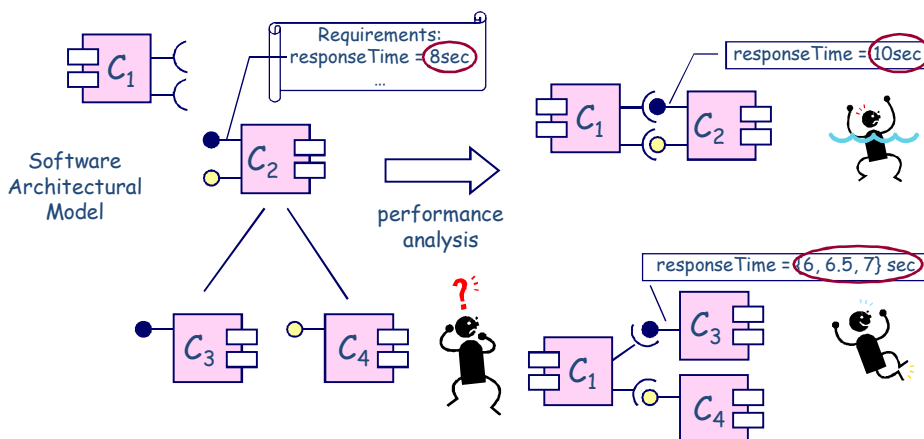 Requirements:
responseTime = 8sec
...
C1
C2
Software
Architectural
Model
performance
analysis
C3
C4
?
responseTime = 10sec
C1
C2
responseTime = {6, 6.5, 7} sec
C3
C1
C4